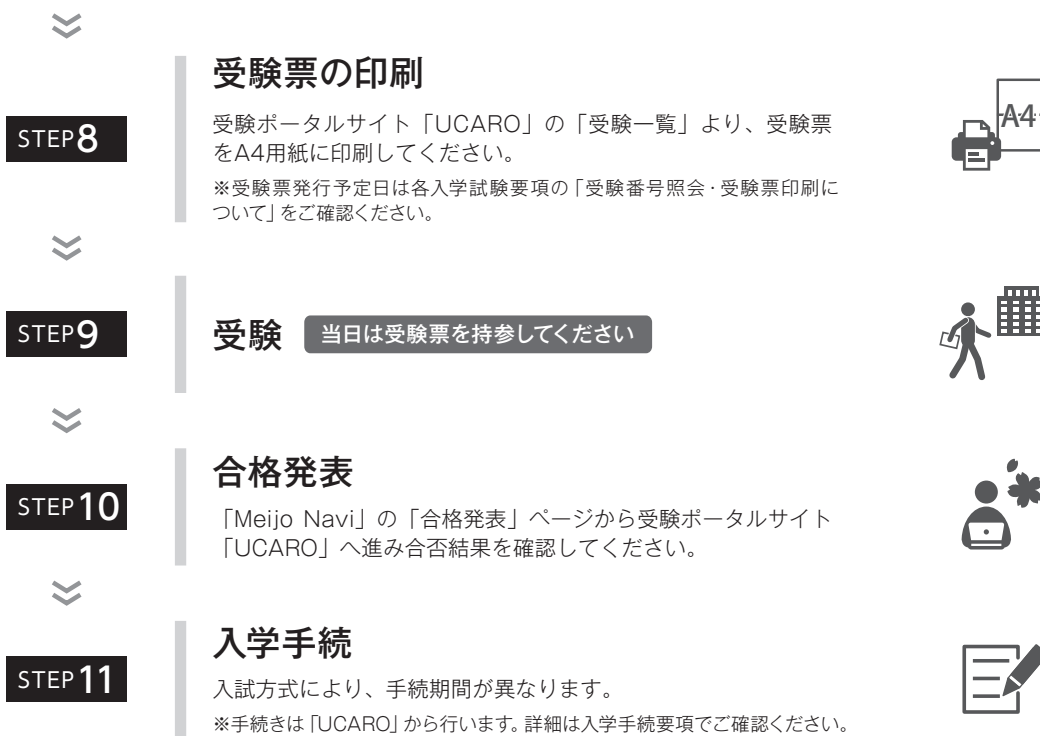 受験票の印刷
STEP8
受験ポータルサイト「UCARO」の「受験一覧」より、受験票
をA4用紙に印刷してください。
※受験票発行予定日は各入学試験要項の「受験番号照会・受験票印刷に
ついて」をご確認ください。
A4
STEP9
受験 当日は受験票を持参してください
合格発表
STEP10
「Meijo Navi」の「合格発表」ページから受験ポータルサイト
「UCARO」へ進み合否結果を確認してください。
入学手続
STEP11
入試方式により、手続期間が異なります。
※手続きは「UCARO」から行います。詳細は入学手続要項でご確認ください。